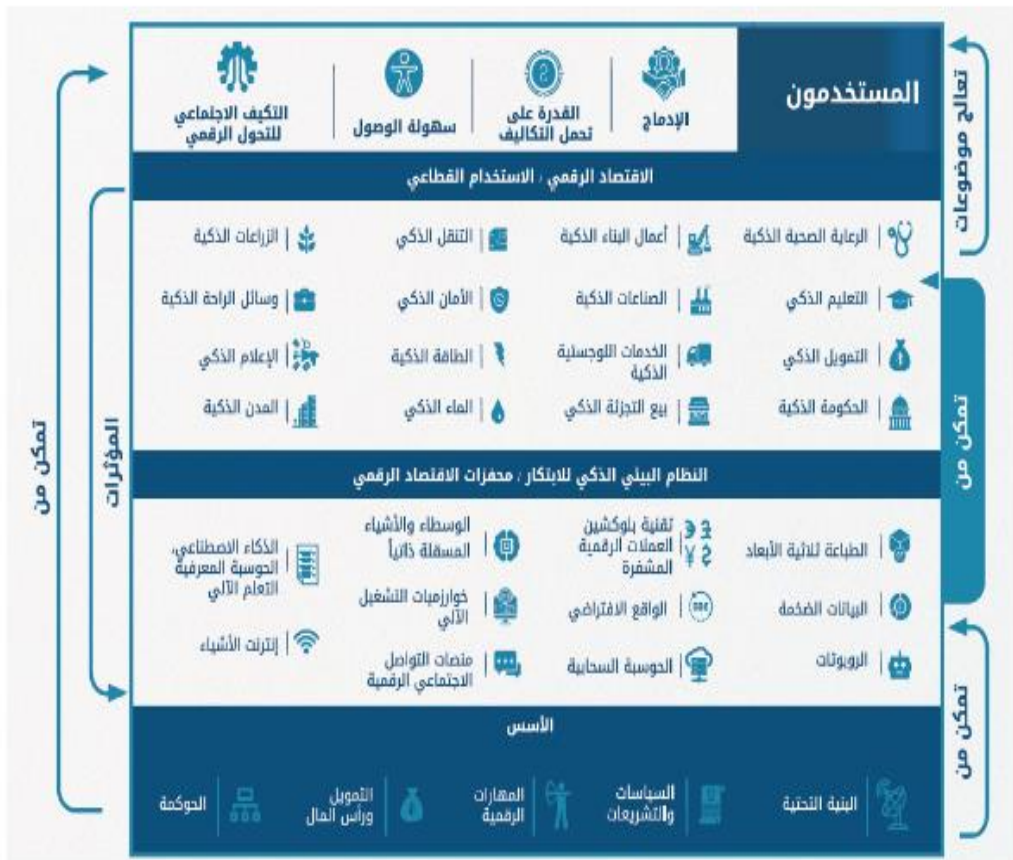 المستخدمون
الإدماج
القدرة على
تحمل التكاليف
سهولة الوصول
التكيف الاجتماعي
للتحول الرقمي
تعالج موضوعات
الاقتصاد الرقمي / الاستخدام القطاعي
الرعاية الصحية الذكية
أعمال البناء الذكية
التنقل الذكي
الزراعات الذكية
التعليم الذكي
الصناعات الذكية
الأمان الذكي
وسائل الراحة الذكية
التمويل الذكي
الخدمات اللوجستية
الذكية
الطاقة الذكية
الإعلام الذكي
الحكومة الذكية
بيع التجزئة الذكي
الماء الذكي
المدن الذكية
تمكن من
المؤثرات
تمكن من
النظام البيئي الذكي للابتكار / محفزات الاقتصاد الرقمي
الطباعة ثلاثية الأبعاد
تقنية بلوكشين
العملات الرقمية
المشفرة
الوسطاء والأشياء
المسقلة ذاتياً
الذكاء الاصطناعي،
الحوسبة المعرفية
التعلم الآلي
البيانات الضخمة
الواقع الافتراضي
خوارزميات التشغيل
الآلي
إنترنت الأشياء
الروبوتات
الحوسبة السحابية
منصات التواصل
الاجتماعي الرقمية
تمكن من
الأسس
البنية التحتية
السياسات
والتشريعات
المهارات
الرقمية
التمويل
ورأس المال
الحوكمة